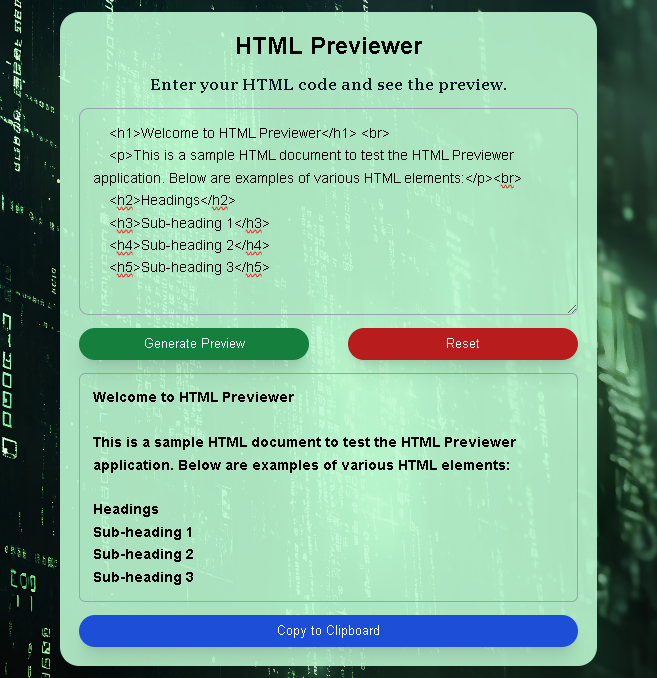 HTML Previewer
Enter your HTML code and see the preview.
<h1>Welcome to HTML Previewer</h1> <br>
<p>This is a sample HTML document to test the HTML Previewer
application. Below are examples of various HTML elements:</p><br>
<h2>Headings</h2>
<h3>Sub-heading 1</h3>
<h4>Sub-heading 2</h4>
<h5>Sub-heading 3</h5>
Generate Preview
Reset
Welcome to HTML Previewer
This is a sample HTML document to test the HTML Previewer
application. Below are examples of various HTML elements:
Headings
Sub-heading 1
Sub-heading 2
Sub-heading 3
Copy to Clipboard